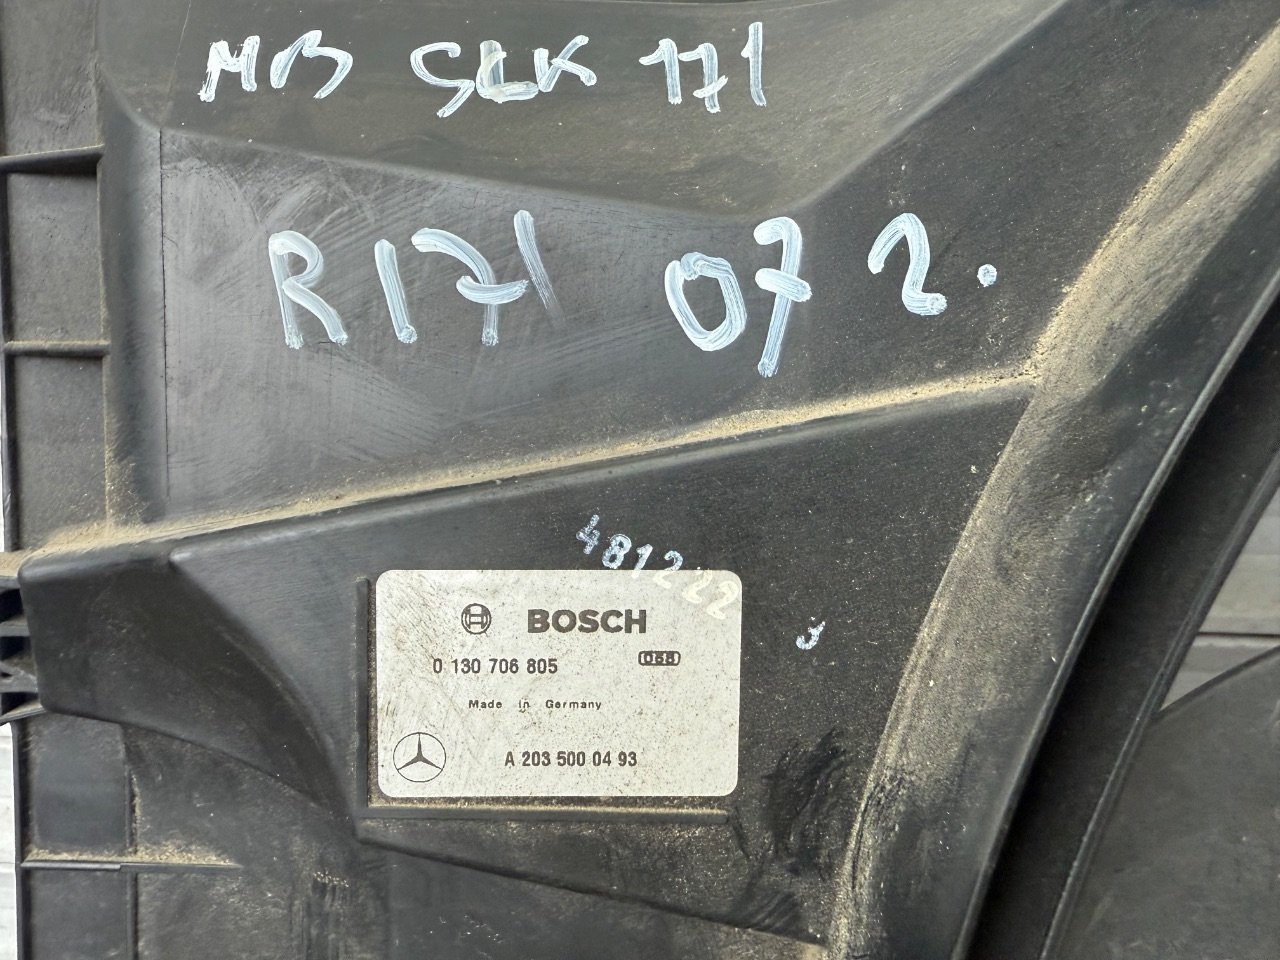 MB SLK 171
R171 07 2.
481222
BOSCH
0 130 706 805
Made in Germany
A 203 500 04 93